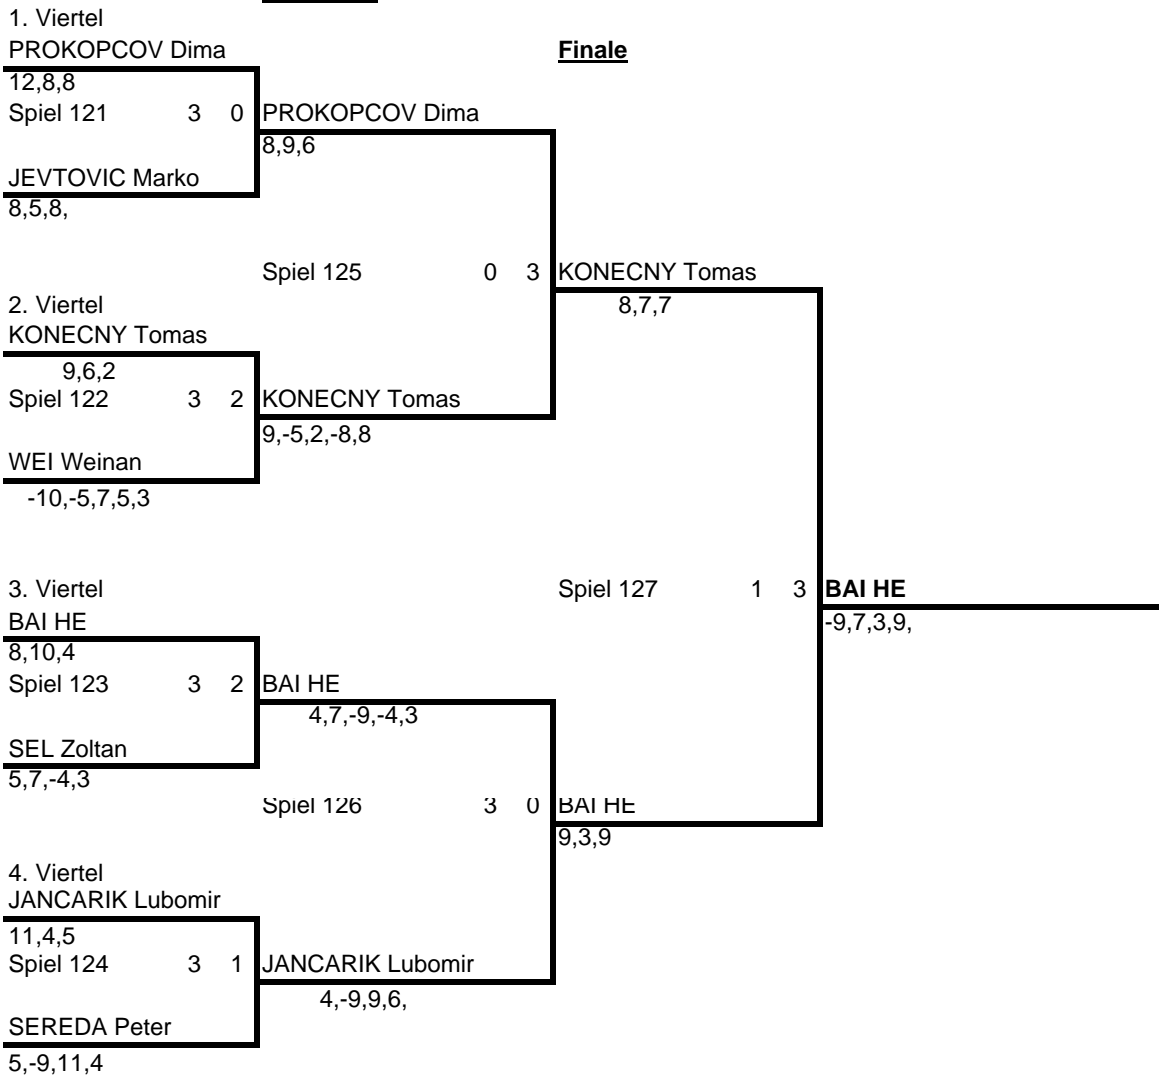 1. Viertel
PROKOPCOV Dima
Finale
12,8,8
Spiel 121 3 0 PROKOPCOV Dima
8,9,6
JEVTOVIC Marko
8,5,8,
Spiel 125 0 3 KONECNY Tomas
8,7,7
2. Viertel
KONECNY Tomas
9,6,2
Spiel 122 3 2 KONECNY Tomas
9,-5,2,-8,8
WEI Weinan
-10,-5,7,5,3
3. Viertel
Spiel 127 1 3 BAI HE
-9,7,3,9,
BAI HE
8,10,4
Spiel 123 3 2 BAI HE
4,7,-9,-4,3
SEL Zoltan
5,7,-4,3
Spiel 126 3 0 BAI HE
9,3,9
4. Viertel
JANCARIK Lubomir
11,4,5
Spiel 124 3 1 JANCARIK Lubomir
4,-9,9,6,
SEREDA Peter
5,-9,11,4